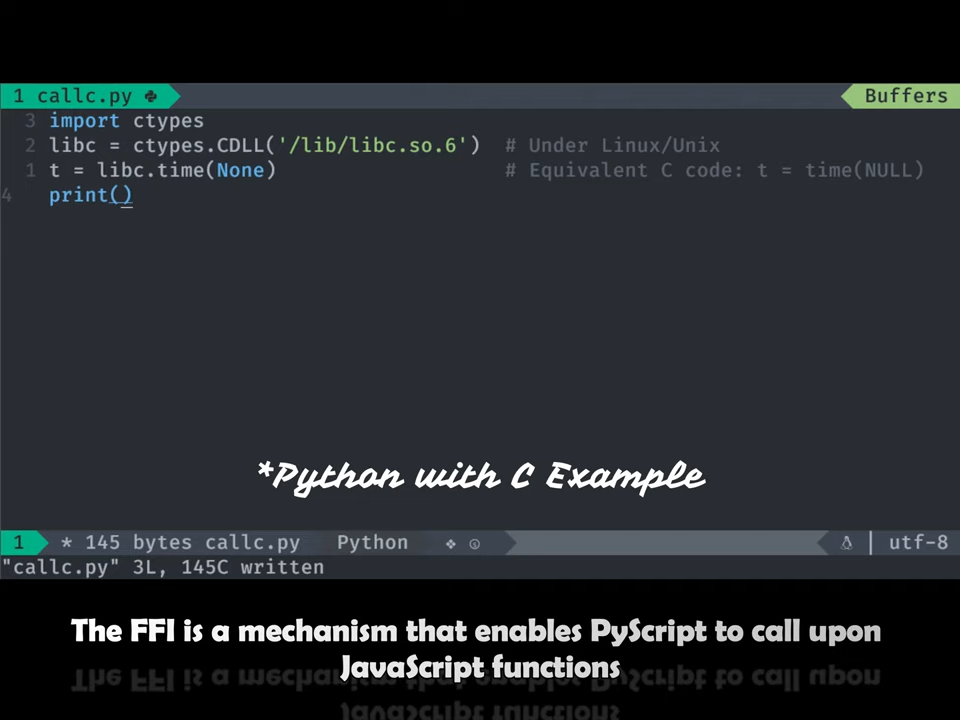 1 callc.py
Buffers
3 import ctypes
2 libc = ctypes.CDLL('/lib/libc.so.6') # Under Linux/Unix
1 t = libc.time(None) # Equivalent C code: t = time(NULL)
4 print()
*Python with C Example
1 * 145 bytes callc.py Python | utf-8
"callc.py" 3L, 145C written
The FFI is a mechanism that enables PyScript to call upon
JavaScript functions